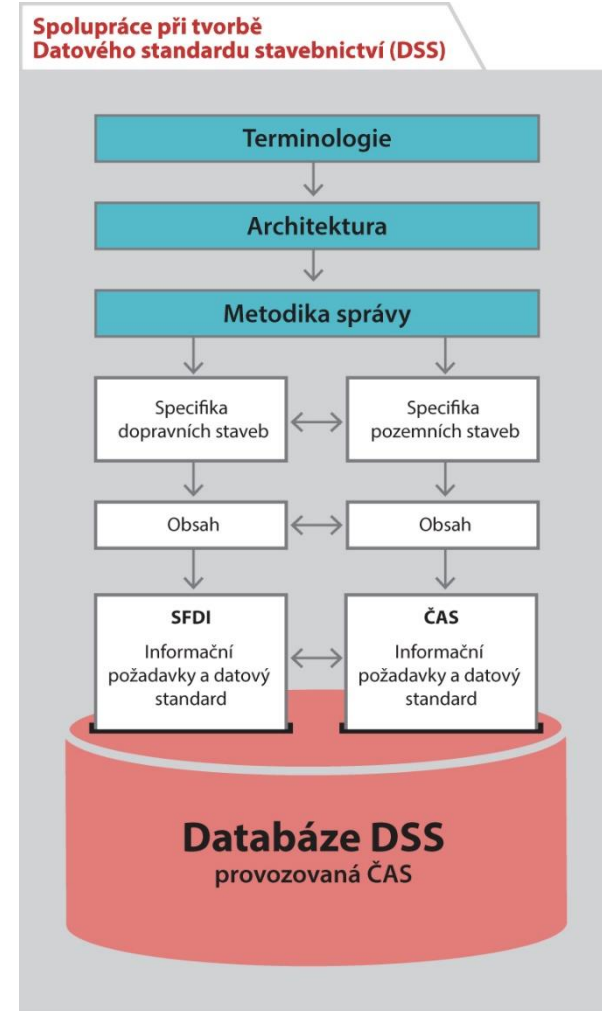 Spolupráce při tvorbě
Datového standardu stavebnictví (DSS)
Terminologie
Architektura
Metodika správy
Specifika
dopravních staveb
Specifika
pozemních staveb
Obsah
Obsah
SFDI
Informační
požadavky a datový
standard
ČAS
Informační
požadavky a datový
standard
Databáze DSS
provozovaná ČAS